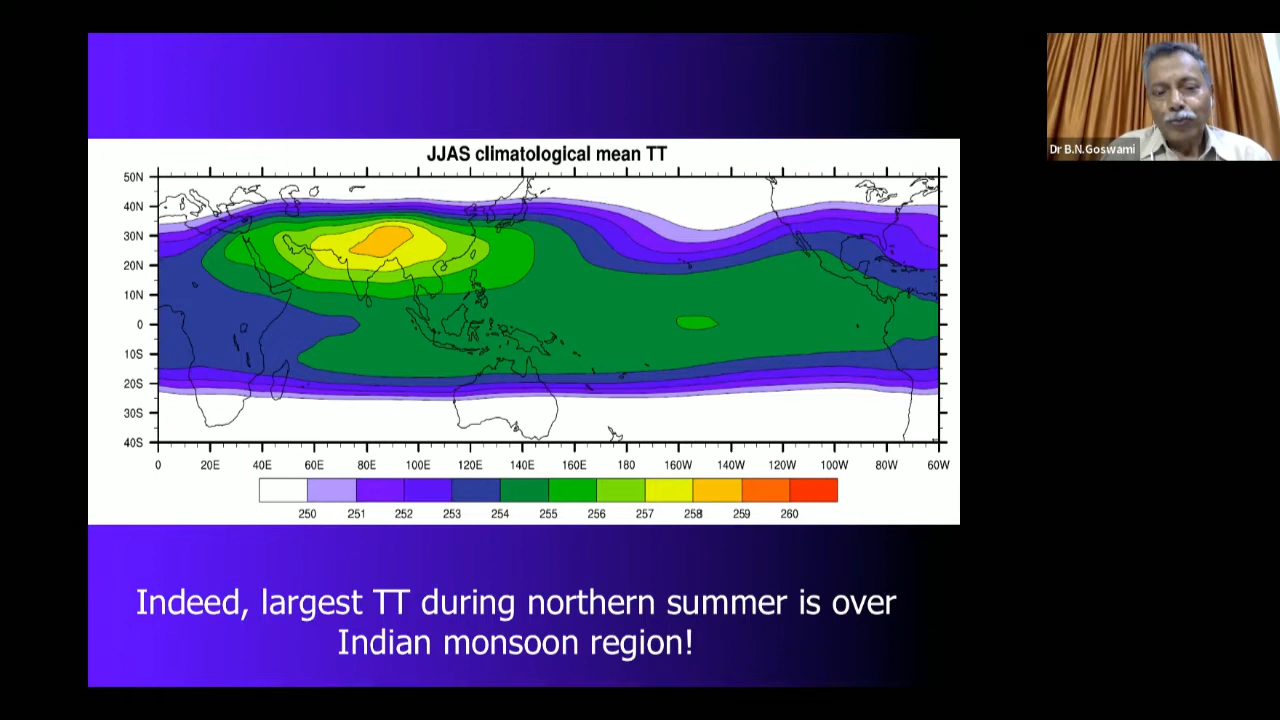 JJAS climatological mean TT
50N
40N
30N
20N
10N
0
10S
20S
30S
40S
0 20E 40E 60E 80E 100E 120E 140E 160E 180 160W 140W 120W 100W 80W 60W
250 251 252 253 254 255 256 257 258 259 260
Indeed, largest TT during northern summer is over
Indian monsoon region!
Dr B.N.Goswami